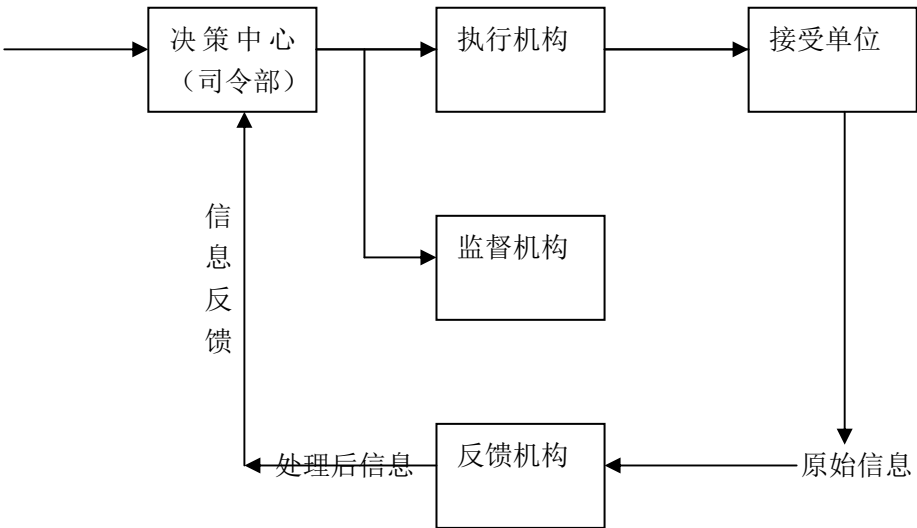 决策中心
（司令部）
执行机构
接受单位
信息反馈
监督机构
处理后信息
反馈机构
原始信息